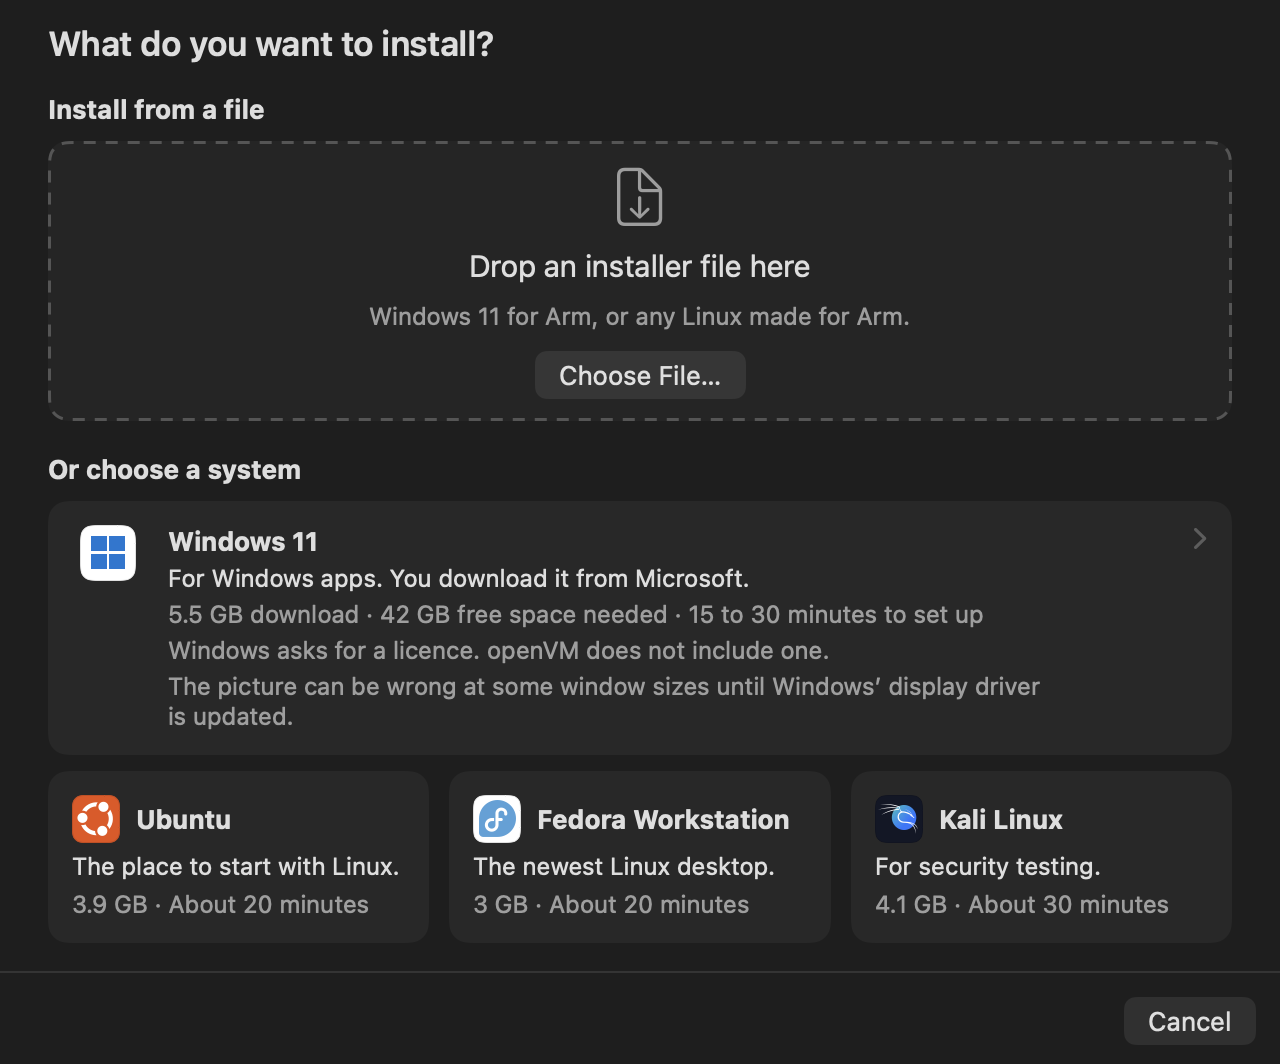 What do you want to install?
Install from a file
Drop an installer file here
Windows 11 for Arm, or any Linux made for Arm.
Choose File...
Or choose a system
Windows 11
For Windows apps. You download it from Microsoft.
5.5 GB download · 42 GB free space needed · 15 to 30 minutes to set up
Windows asks for a licence. openVM does not include one.
The picture can be wrong at some window sizes until Windows’ display driver
is updated.
Ubuntu
The place to start with Linux.
3.9 GB · About 20 minutes
Fedora Workstation
The newest Linux desktop.
3 GB · About 20 minutes
Kali Linux
For security testing.
4.1 GB · About 30 minutes
Cancel